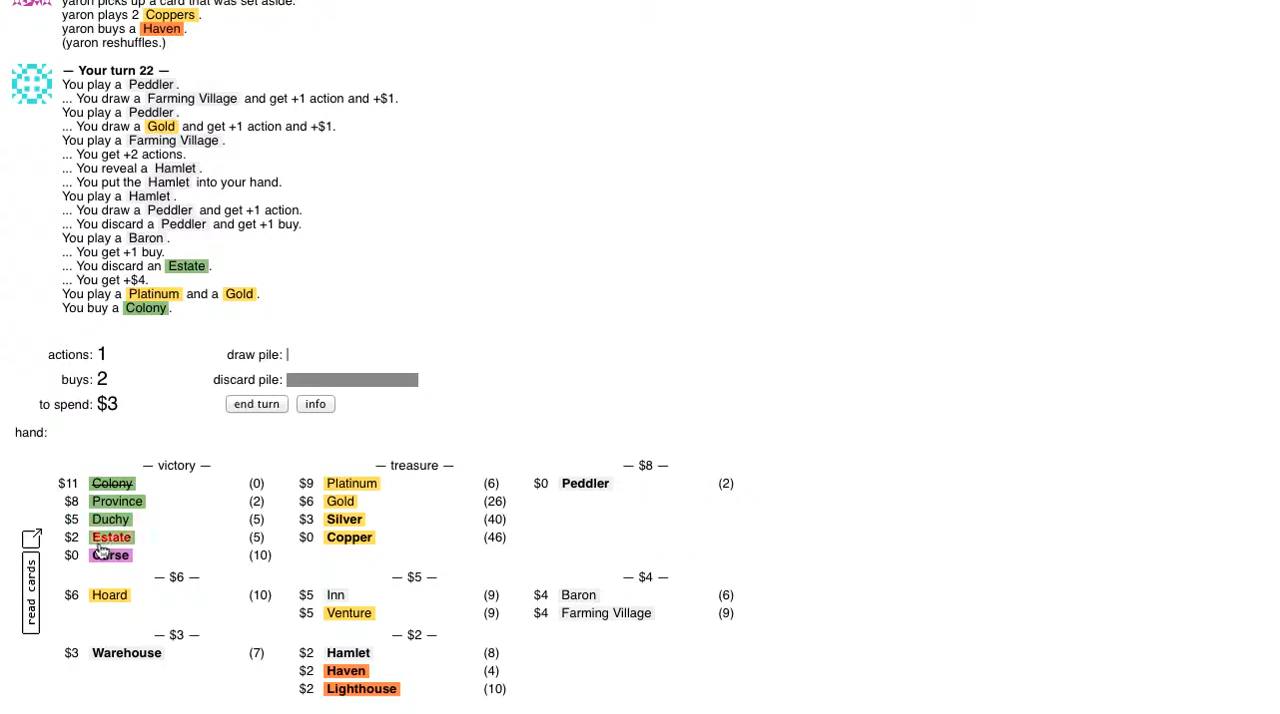 yaron picks up a card that was set aside.
yaron plays 2 Coppers.
yaron buys a Haven.
(yaron reshuffles.)
— Your turn 22 —
You play a Peddler.
... You draw a Farming Village and get +1 action and +$1.
You play a Peddler.
... You draw a Gold and get +1 action and +$1.
You play a Farming Village.
... You get +2 actions.
... You reveal a Hamlet.
... You put the Hamlet into your hand.
You play a Hamlet.
... You draw a Peddler and get +1 action.
... You discard a Peddler and get +1 buy.
You play a Baron.
... You get +1 buy.
... You discard an Estate.
... You get +$4.
You play a Platinum and a Gold.
You buy a Colony.
actions: 1 draw pile:
buys: 2 discard pile:
to spend: $3 end turn info
hand:
— victory — — treasure — — $8 —
$11 Colony (0) $9 Platinum (6) $0 Peddler (2)
$8 Province (2) $6 Gold (26)
$5 Duchy (5) $3 Silver (40)
$2 Estate (5) $0 Copper (46)
$0 Curse (10)
— $6 — — $5 — — $4 —
$6 Hoard (10) $5 Inn (9) $4 Baron (6)
$5 Venture (9) $4 Farming Village (9)
— $3 — — $2 —
$3 Warehouse (7) $2 Hamlet (8)
$2 Haven (4)
$2 Lighthouse (10)
read cards